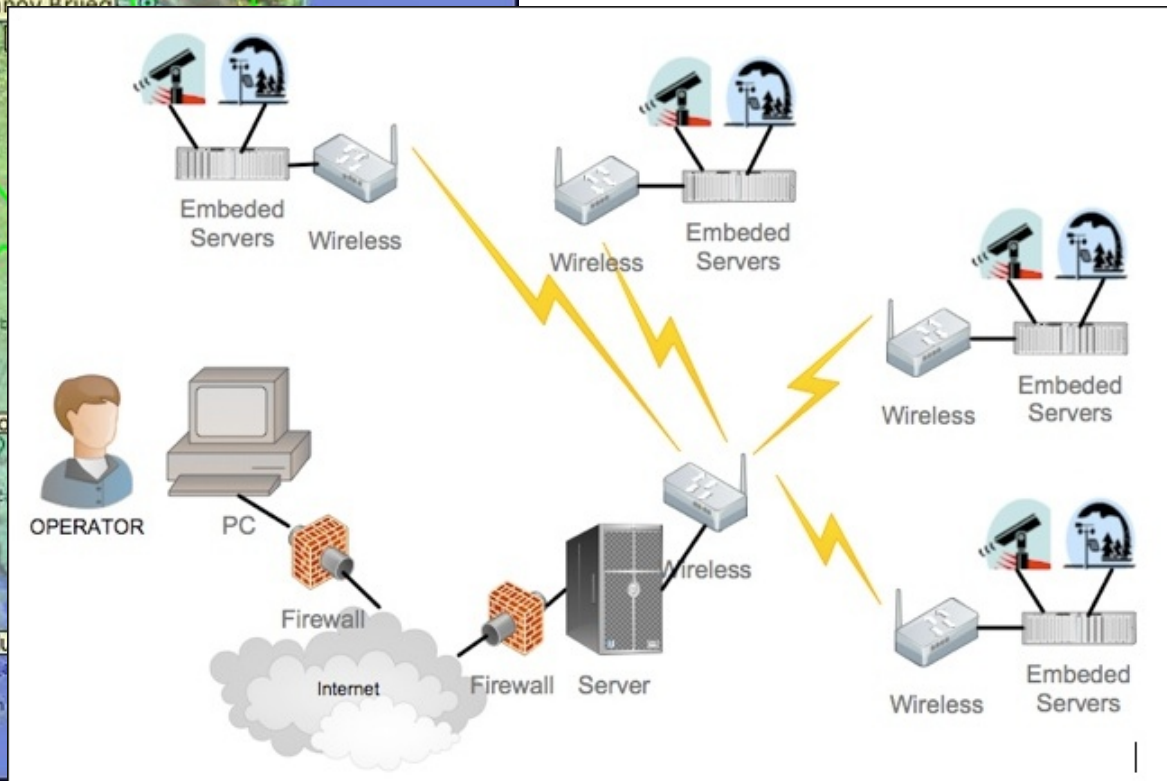 Embeded
Servers
Wireless
Wireless
Embeded
Servers
Wireless
Embeded
Servers
OPERATOR
PC
Firewall
Internet
Firewall
Server
Wireless
Wireless
Embeded
Servers